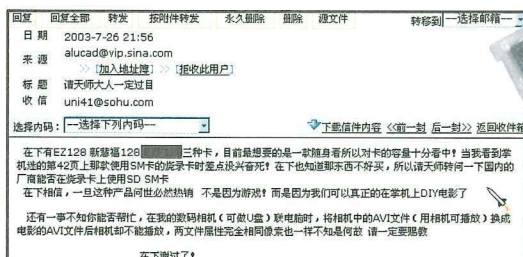 回复 回复全部 转发 按附件转发 永久删除 删除 源文件 转移到 --选择邮箱--
日 期 2003-7-26 21:56
来 源 alucad@vip.sina.com
>> [加入地址簿] >> [拒收此用户]
标 题 请天师大人一定过目
收 信 uni41@sohu.com
选择内码: --选择下列内码-- 下载信件内容 《前一封 后一封》 返回收件箱
在下有EZ128 新慧福128 三种卡，目前最想要的是一款随身看所以对卡的容量十分看中！当我看到掌
机迷的第42页上那款使用SM卡的烧录卡时差点没兴奋死！在下也知道那东西不好买，所以请天师转问一下国内的
厂商能否在烧录卡上使用SD SM卡
在下相信，一旦这种产品问世必然热销 不是因为游戏！而是因为我们可以真正的在掌机上DIY电影了
还有一事不知你能否帮忙，在我的数码相机（可做U盘）联电脑时，将相机中的AVI文件（用相机可播放）换成
电影的AVI文件后相机却不能播放，两文件属性完全相同像素也一样不知是何故 请一定要赐教
在下谢过了！